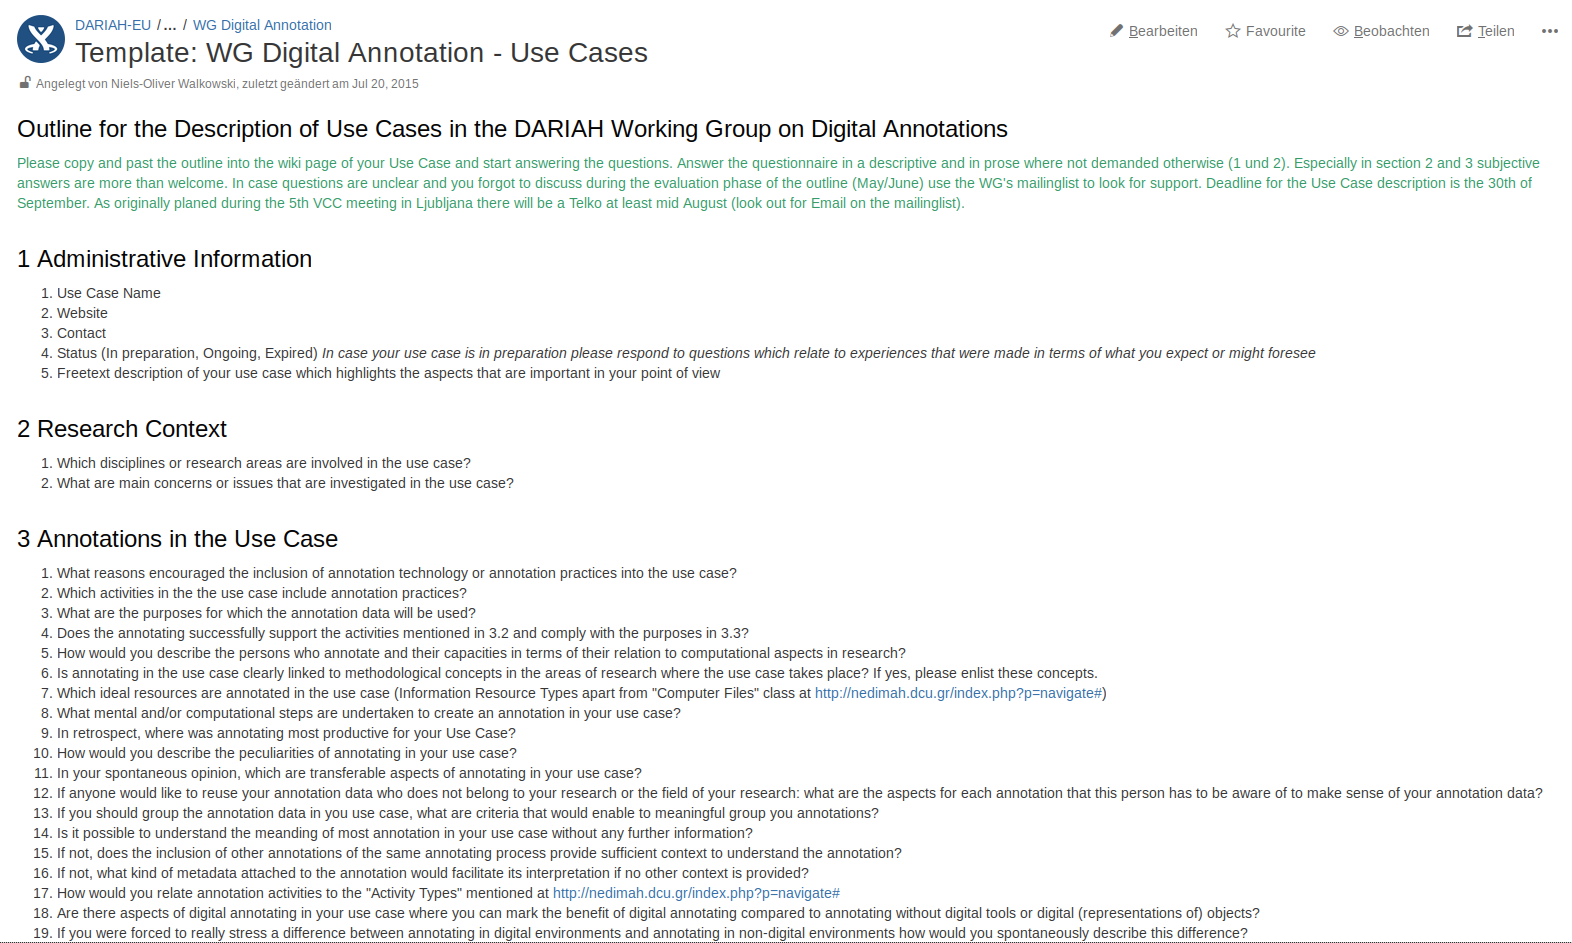 DARIAH-EU / ... / WG Digital Annotation
Template: WG Digital Annotation - Use Cases
Bearbeiten Favourite Beobachten Teilen
Angelegt von Niels-Oliver Walkowski, zuletzt geändert am Jul 20, 2015
Outline for the Description of Use Cases in the DARIAH Working Group on Digital Annotations
Please copy and past the outline into the wiki page of your Use Case and start answering the questions. Answer the questionnaire in a descriptive and in prose where not demanded otherwise (1 und 2). Especially in section 2 and 3 subjective
answers are more than welcome. In case questions are unclear and you forgot to discuss during the evaluation phase of the outline (May/June) use the WG's mailinglist to look for support. Deadline for the Use Case description is the 30th of
September. As originally planed during the 5th VCC meeting in Ljubljana there will be a Telko at least mid August (look out for Email on the mailinglist).
1 Administrative Information
1. Use Case Name
2. Website
3. Contact
4. Status (In preparation, Ongoing, Expired) In case your use case is in preparation please respond to questions which relate to experiences that were made in terms of what you expect or might foresee
5. Freetext description of your use case which highlights the aspects that are important in your point of view
2 Research Context
1. Which disciplines or research areas are involved in the use case?
2. What are main concerns or issues that are investigated in the use case?
3 Annotations in the Use Case
1. What reasons encouraged the inclusion of annotation technology or annotation practices into the use case?
2. Which activities in the the use case include annotation practices?
3. What are the purposes for which the annotation data will be used?
4. Does the annotating successfully support the activities mentioned in 3.2 and comply with the purposes in 3.3?
5. How would you describe the persons who annotate and their capacities in terms of their relation to computational aspects in research?
6. Is annotating in the use case clearly linked to methodological concepts in the areas of research where the use case takes place? If yes, please enlist these concepts.
7. Which ideal resources are annotated in the use case (Information Resource Types apart from "Computer Files" class at http://nedimah.dcu.gr/index.php?p=navigate#)
8. What mental and/or computational steps are undertaken to create an annotation in your use case?
9. In retrospect, where was annotating most productive for your Use Case?
10. How would you describe the peculiarities of annotating in your use case?
11. In your spontaneous opinion, which are transferable aspects of annotating in your use case?
12. If anyone would like to reuse your annotation data who does not belong to your research or the field of your research: what are the aspects for each annotation that this person has to be aware of to make sense of your annotation data?
13. If you should group the annotation data in you use case, what are criteria that would enable to meaningful group you annotations?
14. Is it possible to understand the meanding of most annotation in your use case without any further information?
15. If not, does the inclusion of other annotations of the same annotating process provide sufficient context to understand the annotation?
16. If not, what kind of metadata attached to the annotation would facilitate its interpretation if no other context is provided?
17. How would you relate annotation activities to the "Activity Types" mentioned at http://nedimah.dcu.gr/index.php?p=navigate#
18. Are there aspects of digital annotating in your use case where you can mark the benefit of digital annotating compared to annotating without digital tools or digital (representations of) objects?
19. If you were forced to really stress a difference between annotating in digital environments and annotating in non-digital environments how would you spontaneously describe this difference?